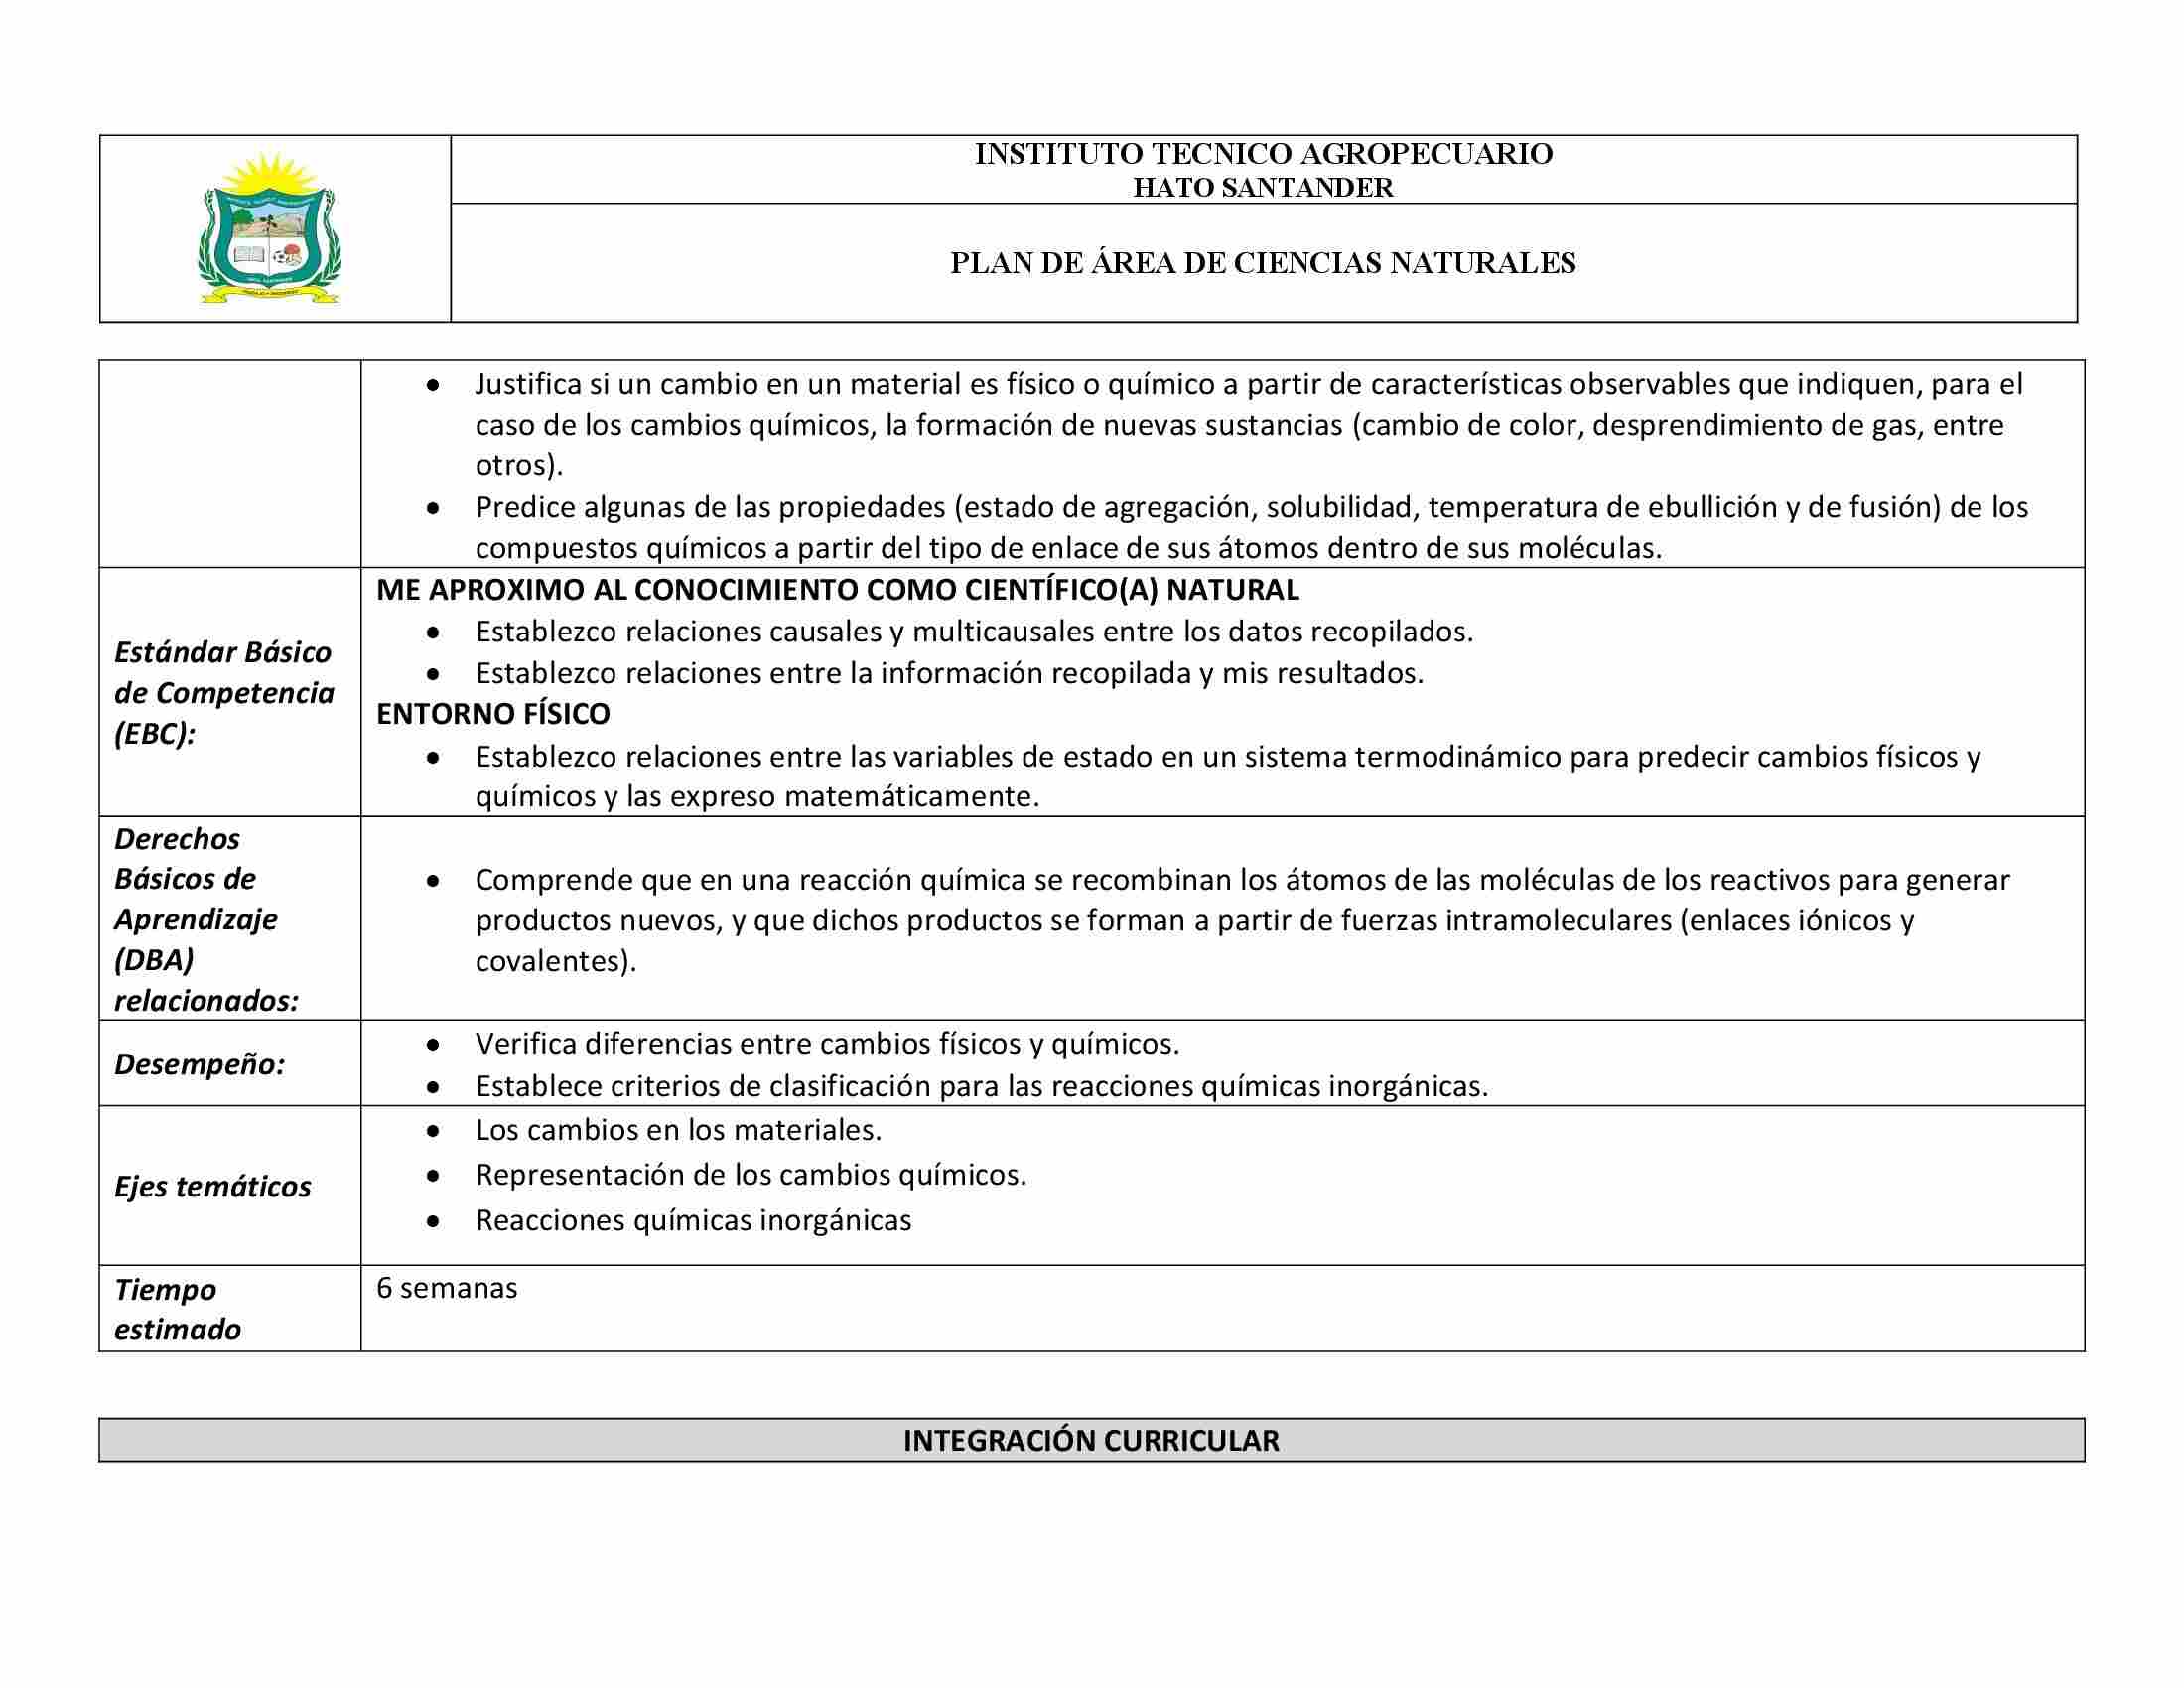 INSTITUTO TECNICO AGROPECUARIO
HATO SANTANDER
PLAN DE ÁREA DE CIENCIAS NATURALES
• Justifica si un cambio en un material es físico o químico a partir de características observables que indiquen, para el
caso de los cambios químicos, la formación de nuevas sustancias (cambio de color, desprendimiento de gas, entre
otros).
• Predice algunas de las propiedades (estado de agregación, solubilidad, temperatura de ebullición y de fusión) de los
compuestos químicos a partir del tipo de enlace de sus átomos dentro de sus moléculas.
Estándar Básico
de Competencia
(EBC):
ME APROXIMO AL CONOCIMIENTO COMO CIENTÍFICO(A) NATURAL
• Establezco relaciones causales y multicausales entre los datos recopilados.
• Establezco relaciones entre la información recopilada y mis resultados.
ENTORNO FÍSICO
• Establezco relaciones entre las variables de estado en un sistema termodinámico para predecir cambios físicos y
químicos y las expreso matemáticamente.
Derechos
Básicos de
Aprendizaje
(DBA)
relacionados:
• Comprende que en una reacción química se recombinan los átomos de las moléculas de los reactivos para generar
productos nuevos, y que dichos productos se forman a partir de fuerzas intramoleculares (enlaces iónicos y
covalentes).
Desempeño:
• Verifica diferencias entre cambios físicos y químicos.
• Establece criterios de clasificación para las reacciones químicas inorgánicas.
Ejes temáticos
• Los cambios en los materiales.
• Representación de los cambios químicos.
• Reacciones químicas inorgánicas
Tiempo
estimado
6 semanas
INTEGRACIÓN CURRICULAR